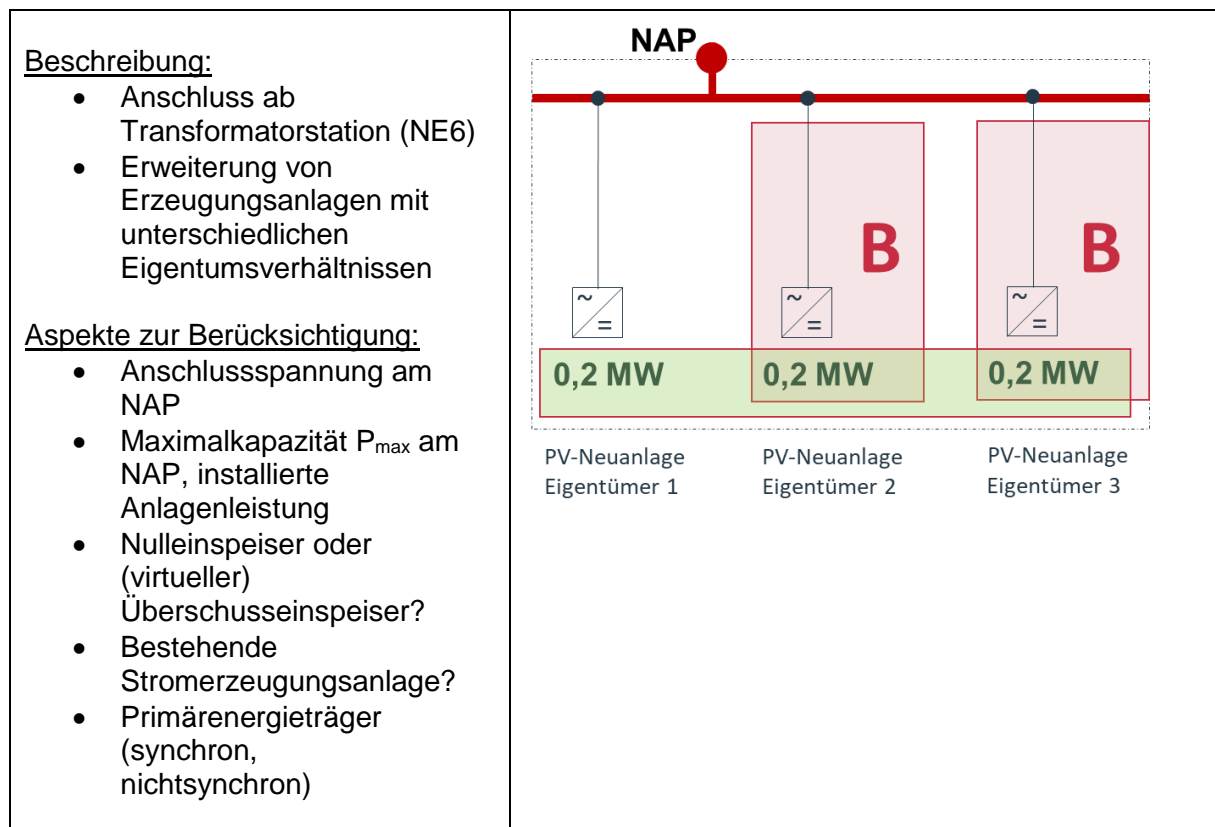 Beschreibung:
• Anschluss ab
Transformatorstation (NE6)
• Erweiterung von
Erzeugungsanlagen mit
unterschiedlichen
Eigentumsverhältnissen
Aspekte zur Berücksichtigung:
• Anschlussspannung am
NAP
• Maximalkapazität Pmax am
NAP, installierte
Anlagenleistung
• Nulleinspeiser oder
(virtueller)
Überschusseinspeiser?
• Bestehende
Stromerzeugungsanlage?
• Primärenergieträger
(synchron,
nichtsynchron)
NAP
B B
~ ~ ~
= = =
0,2 MW 0,2 MW 0,2 MW
PV-Neuanlage PV-Neuanlage PV-Neuanlage
Eigentümer 1 Eigentümer 2 Eigentümer 3